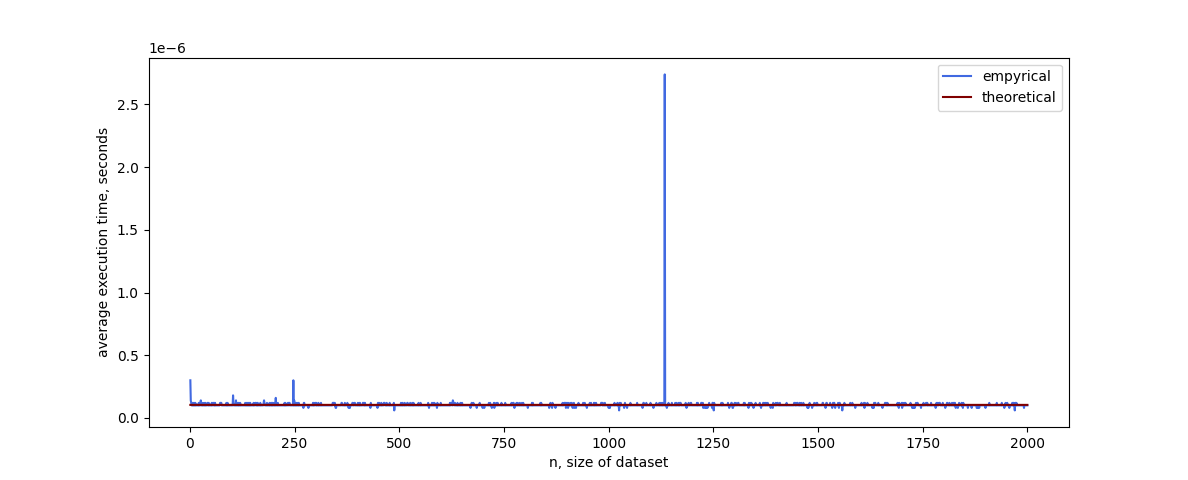 1e−6
empyrical
theoretical
2.5
2.0
1.5
1.0
0.5
0.0
average execution time, seconds
0 250 500 750 1000 1250 1500 1750 2000
n, size of dataset